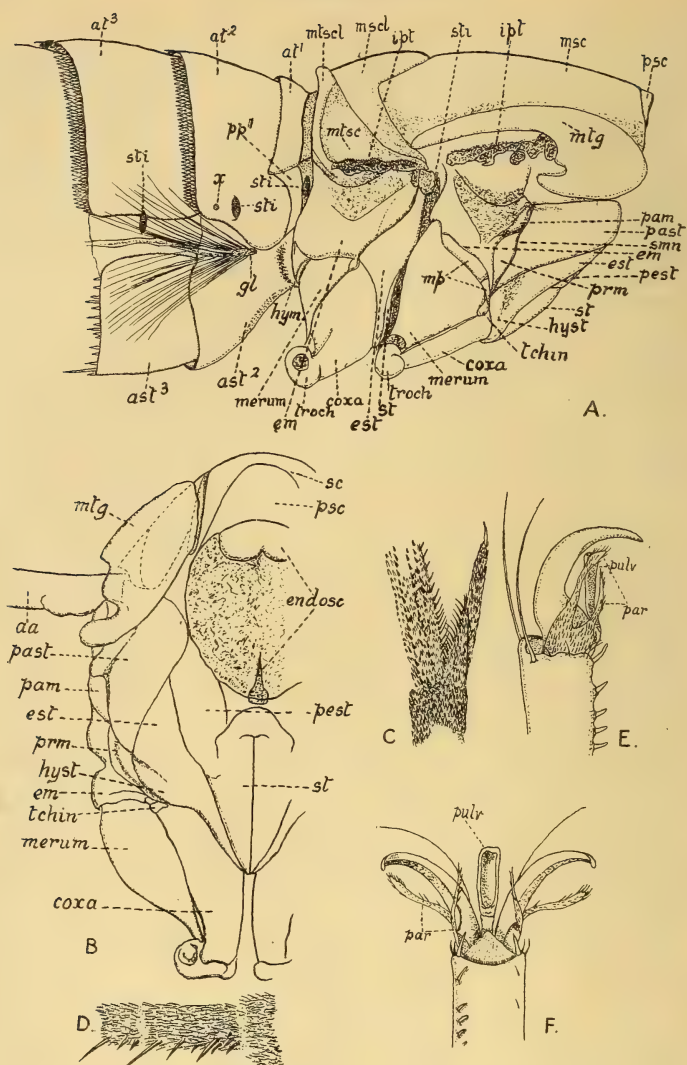 at³ at² at¹ mtscl mscl ipt sti ipt msc psc
pp¹¹ mtsc mtg
sti x sti sti
gl hym mp
pam
past
smn
em
est
prm pest
st
hyst
tchin
ast³ ast² merum em troch coxa est st troch merum coxa
A.
mtg sc
psc
endosc
aa
past
pam pest
est
prm
hyst st
em
tchin
merum
coxa
B
D.
C
pulv
par
E.
pulv
par
F.